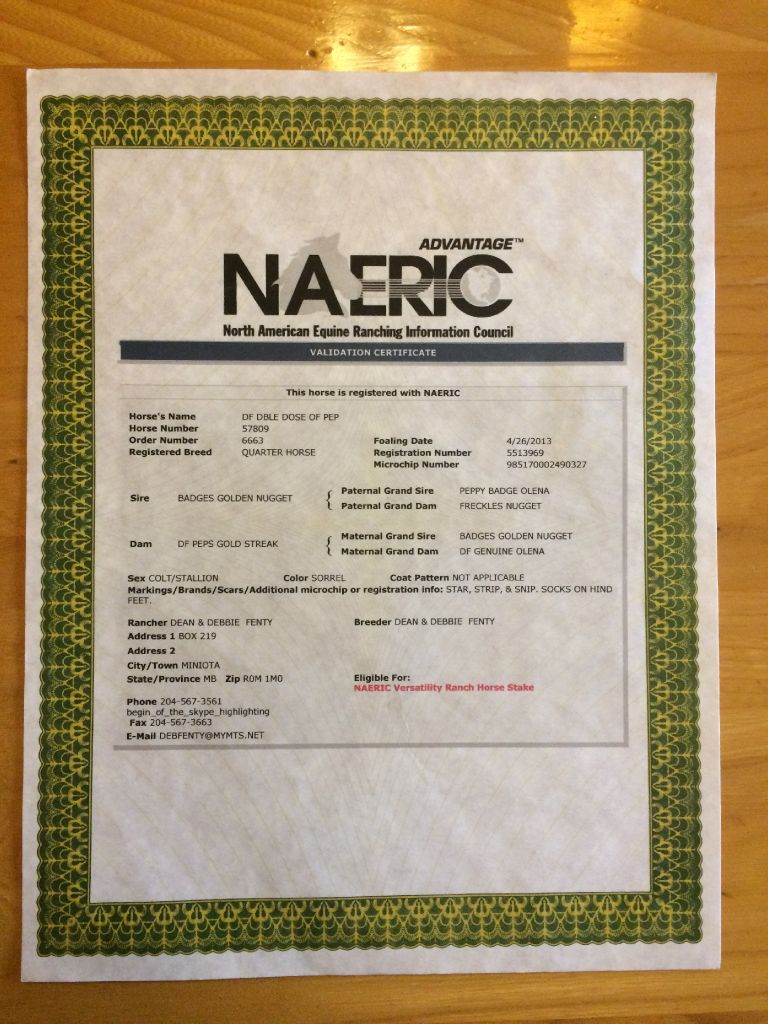 ADVANTAGE™
NAERIC
North American Equine Ranching Information Council
VALIDATION CERTIFICATE
This horse is registered with NAERIC
Horse's Name DF DBLE DOSE OF PEP
Horse Number 57809
Order Number 6663 Foaling Date 4/26/2013
Registered Breed QUARTER HORSE Registration Number 5513969
Microchip Number 985170002490327
Paternal Grand Sire PEPPY BADGE OLENA
Sire BADGES GOLDEN NUGGET
Paternal Grand Dam FRECKLES NUGGET
Maternal Grand Sire BADGES GOLDEN NUGGET
Dam DF PEPS GOLD STREAK
Maternal Grand Dam DF GENUINE OLENA
Sex COLT/STALLION Color SORREL Coat Pattern NOT APPLICABLE
Markings/Brands/Scars/Additional microchip or registration info: STAR, STRIP, & SNIP. SOCKS ON HIND
FEET.
Rancher DEAN & DEBBIE FENTY Breeder DEAN & DEBBIE FENTY
Address 1 BOX 219
Address 2
City/Town MINIOTA
State/Province MB Zip R0M 1M0 Eligible For:
NAERIC Versatility Ranch Horse Stake
Phone 204-567-3561
begin_of_the_skype_highlighting
Fax 204-567-3663
E-Mail DEBFENTY@MYMTS.NET